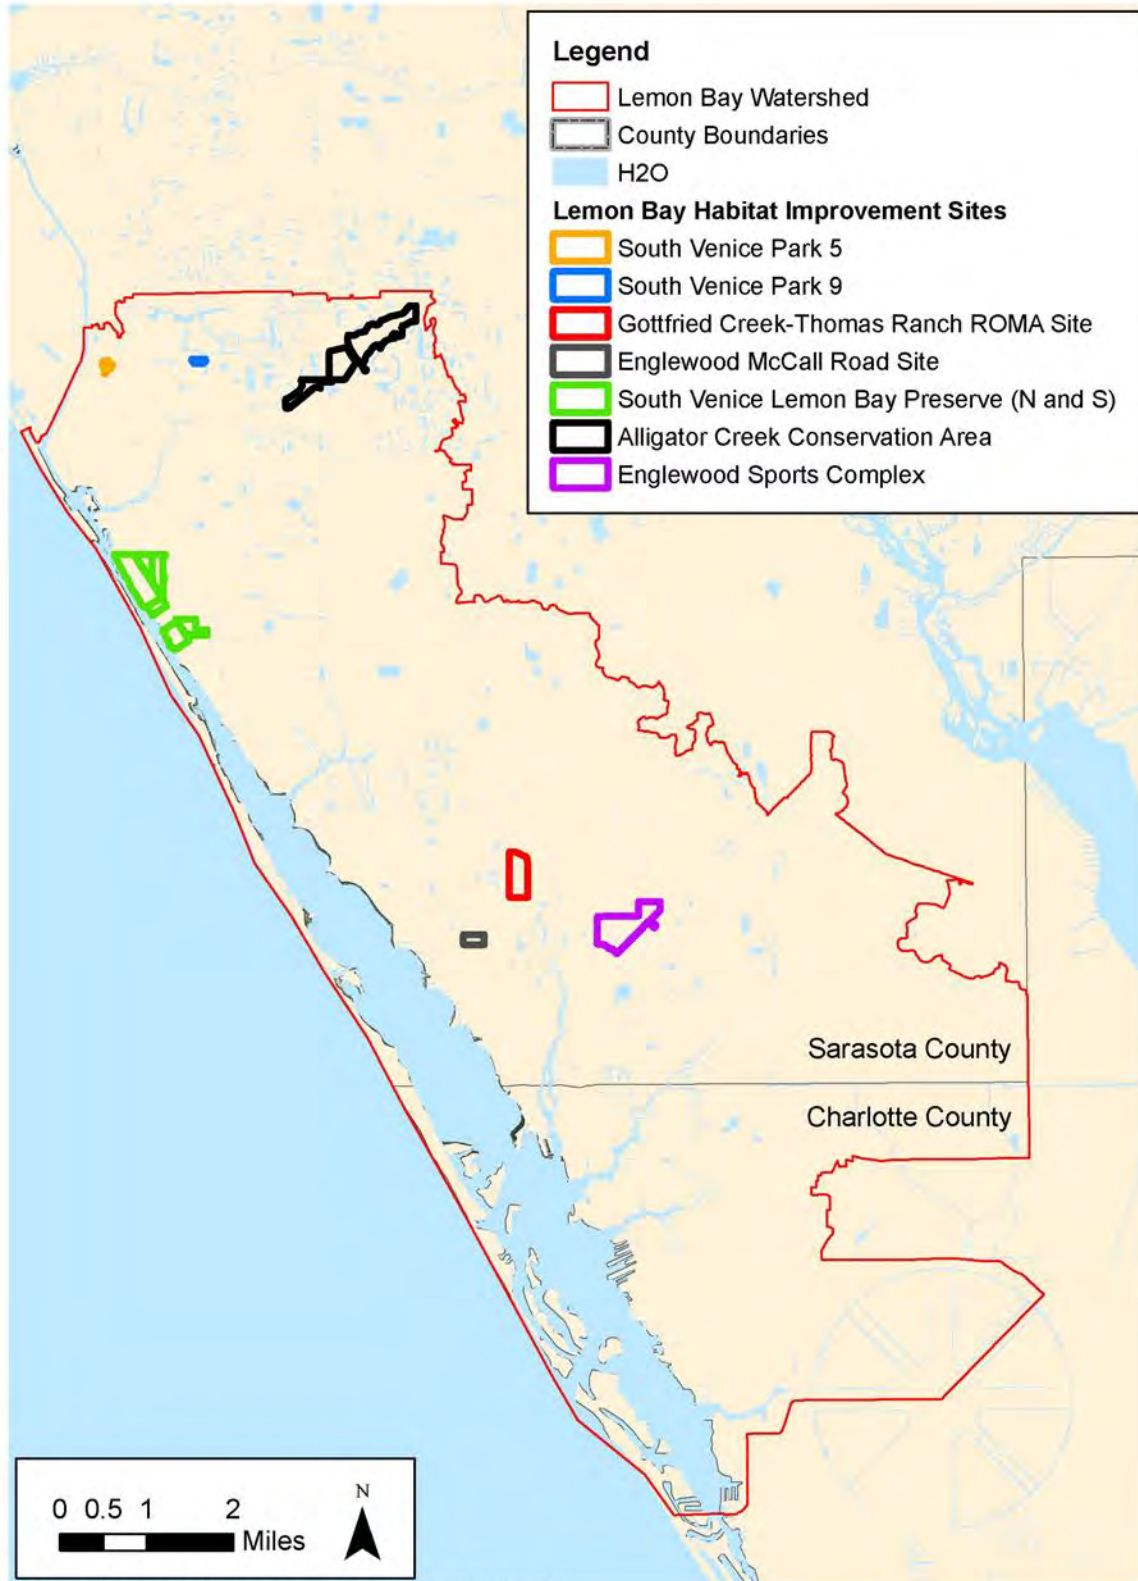 Legend
Lemon Bay Watershed
County Boundaries
H2O
Lemon Bay Habitat Improvement Sites
South Venice Park 5
South Venice Park 9
Gottfried Creek-Thomas Ranch ROMA Site
Englewood McCall Road Site
South Venice Lemon Bay Preserve (N and S)
Alligator Creek Conservation Area
Englewood Sports Complex
Sarasota County
Charlotte County
N
0 0.5 1 2
Miles